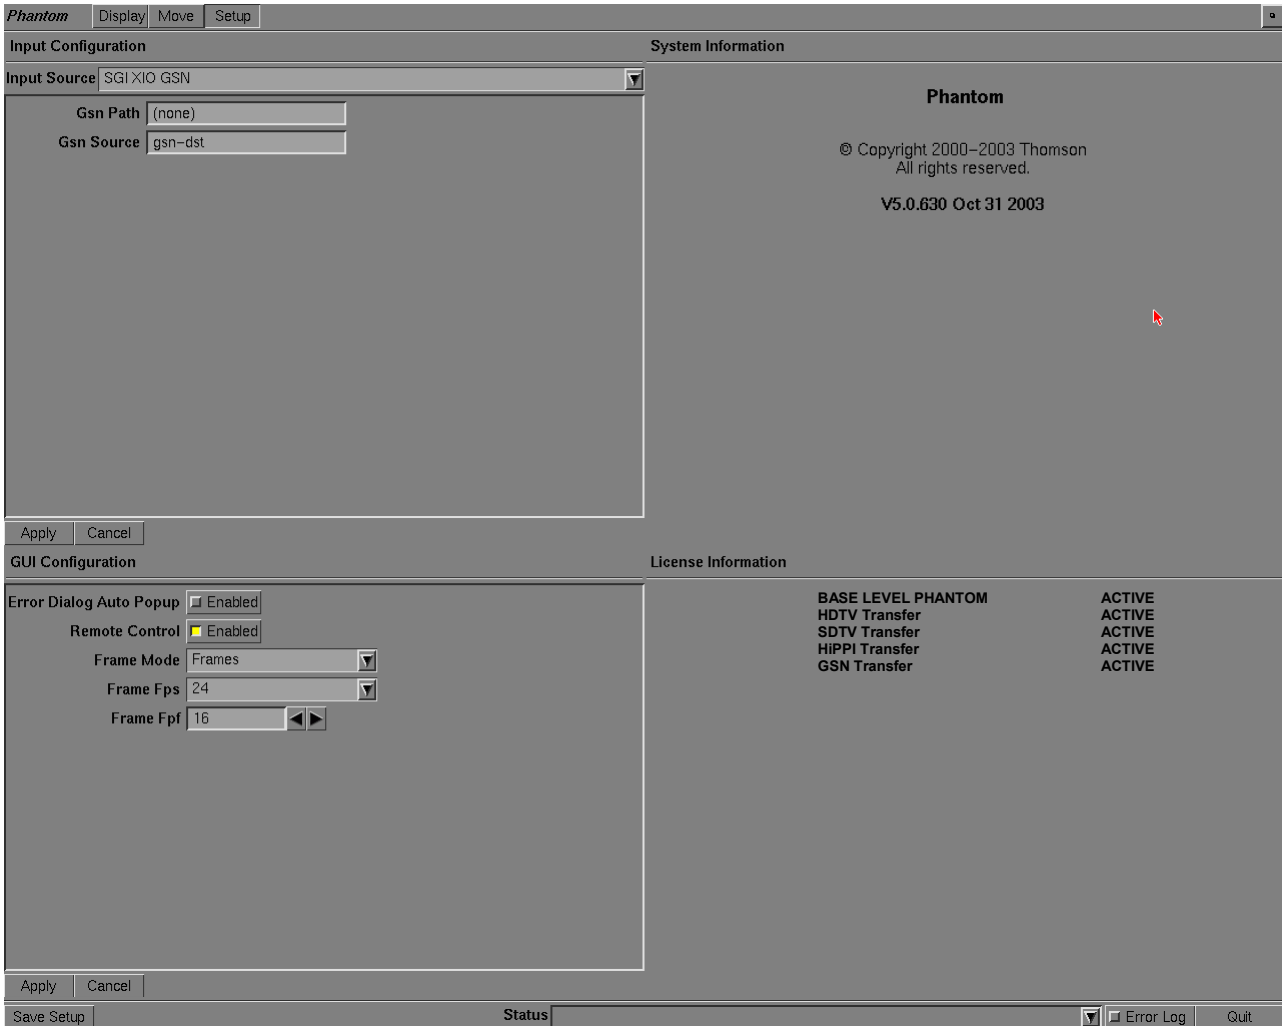 Phantom Display Move Setup
Input Configuration
Input Source SGI XIO GSN
Gsn Path (none)
Gsn Source gsn-dst
Apply Cancel
System Information
Phantom
© Copyright 2000-2003 Thomson
All rights reserved.
V5.0.630 Oct 31 2003
GUI Configuration
Error Dialog Auto Popup Enabled
Remote Control Enabled
Frame Mode Frames
Frame Fps 24
Frame Fpf 16
Apply Cancel
License Information
BASE LEVEL PHANTOM ACTIVE
HDTV Transfer ACTIVE
SDTV Transfer ACTIVE
HiPPI Transfer ACTIVE
GSN Transfer ACTIVE
Save Setup Status Error Log Quit